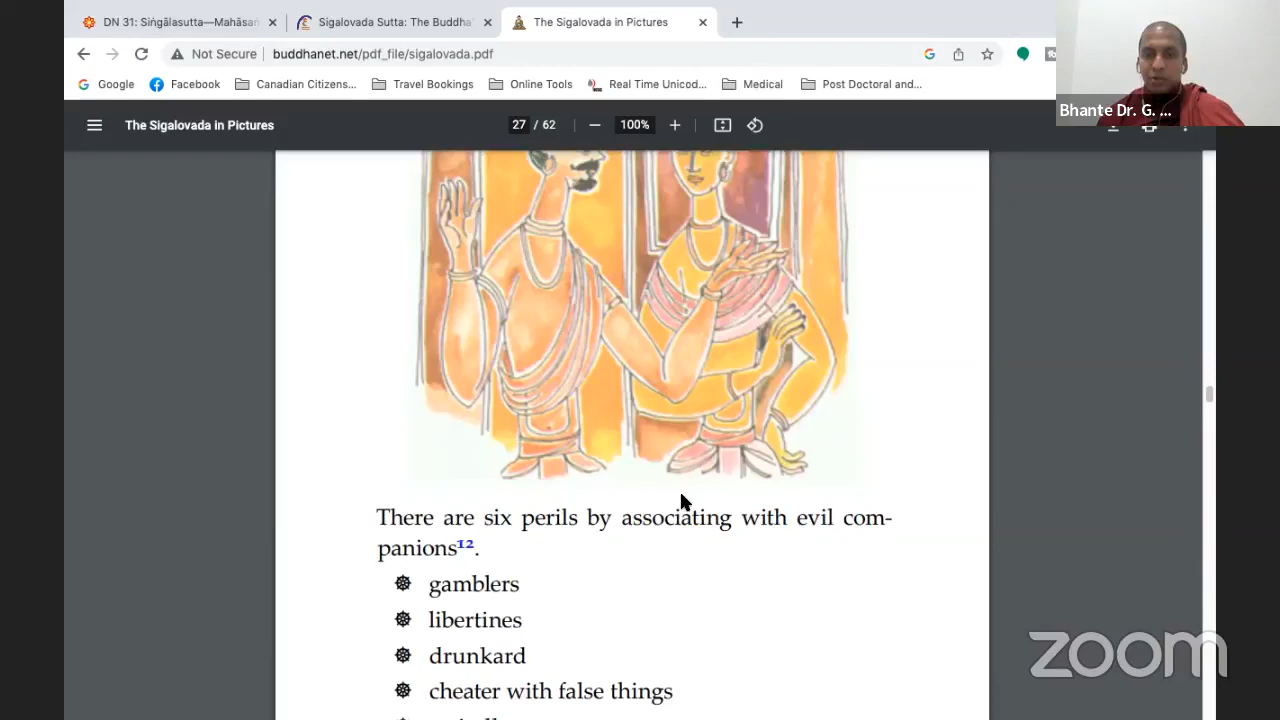 DN 31: Siṅgālasutta—Mahāsaṅ
Sigalovada Sutta: The Buddha'
The Sigalovada in Pictures
Not Secure
buddhanet.net/pdf_file/sigalovada.pdf
Google
Facebook
Canadian Citizens...
Travel Bookings
Online Tools
Real Time Unicod...
Medical
Post Doctoral and...
Bhante Dr. G. ...
The Sigalovada in Pictures
27 / 62
100%
There are six perils by associating with evil com-
panions12.
gamblers
libertines
drunkard
cheater with false things
zoom